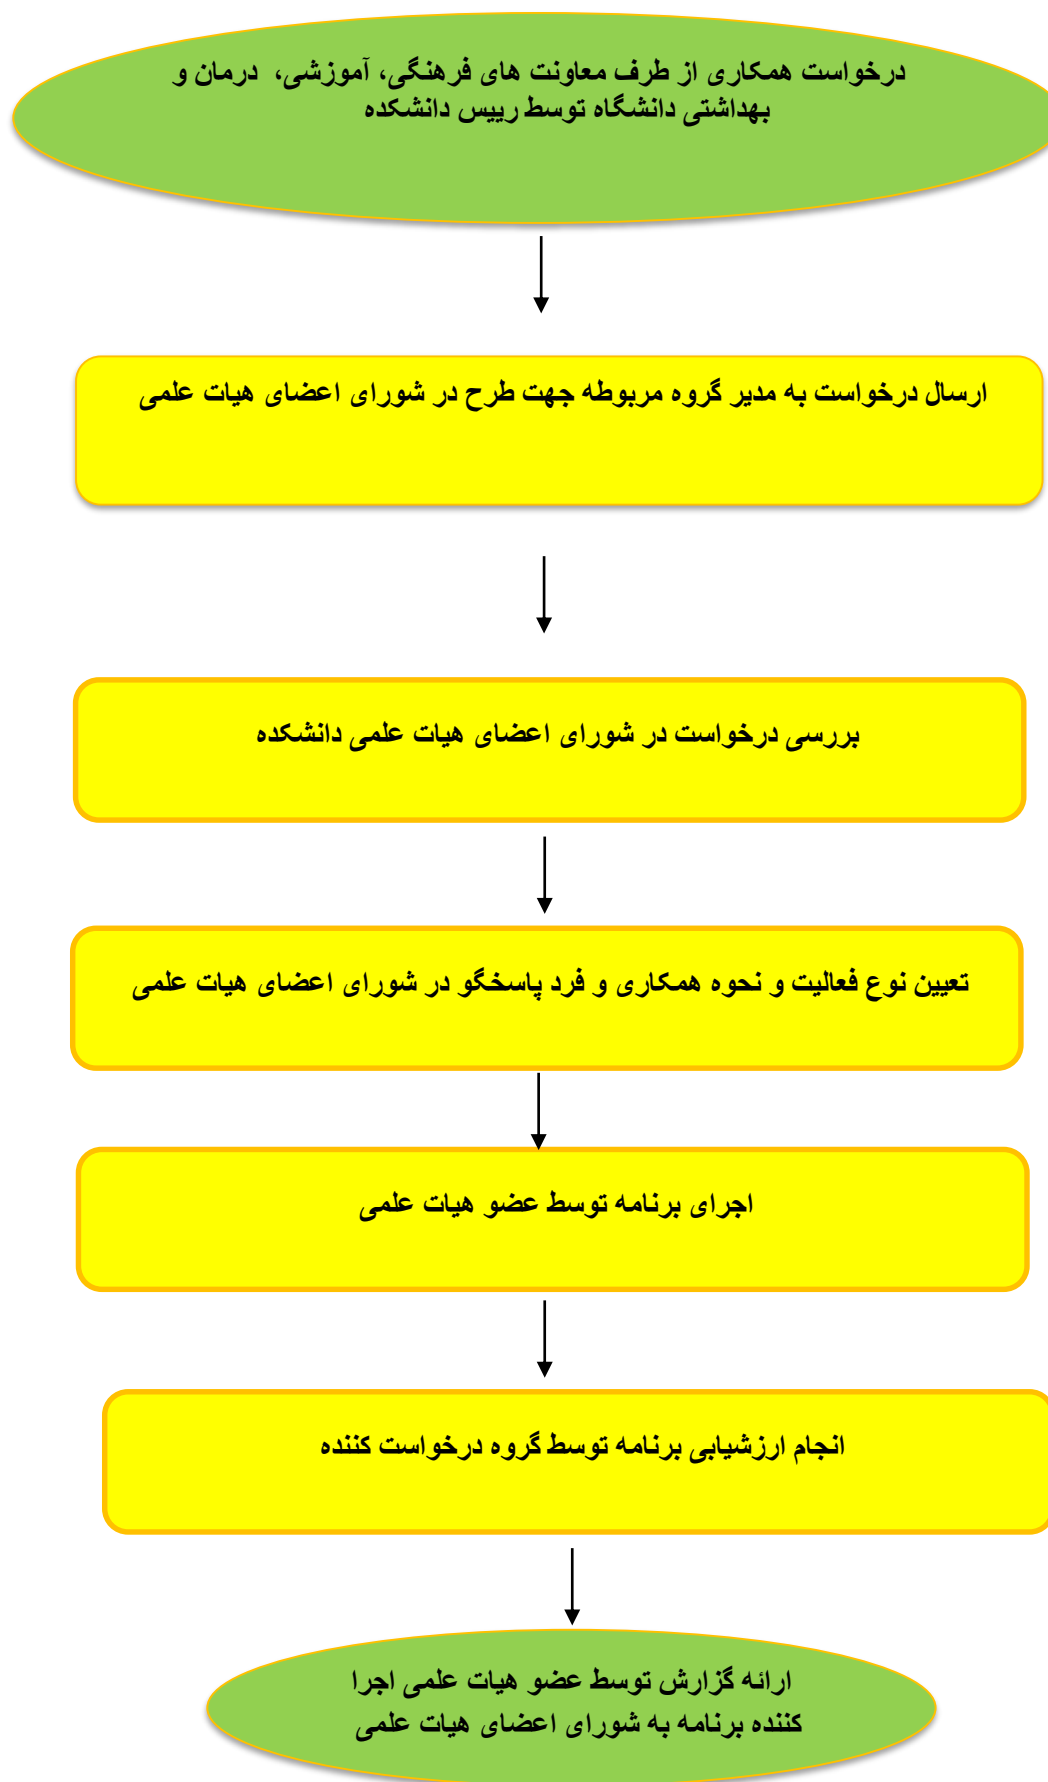 درخواست همکاری از طرف معاونت های فرهنگی، آموزشی، درمان و
بهداشتی دانشگاه توسط رییس دانشکده
ارسال درخواست به مدیر گروه مربوطه جهت طرح در شورای اعضای هیات علمی
بررسی درخواست در شورای اعضای هیات علمی دانشکده
تعیین نوع فعالیت و نحوه همکاری و فرد پاسخگو در شورای اعضای هیات علمی
اجرای برنامه توسط عضو هیات علمی
انجام ارزشیابی برنامه توسط گروه درخواست کننده
ارائه گزارش توسط عضو هیات علمی اجرا
کننده برنامه به شورای اعضای هیات علمی